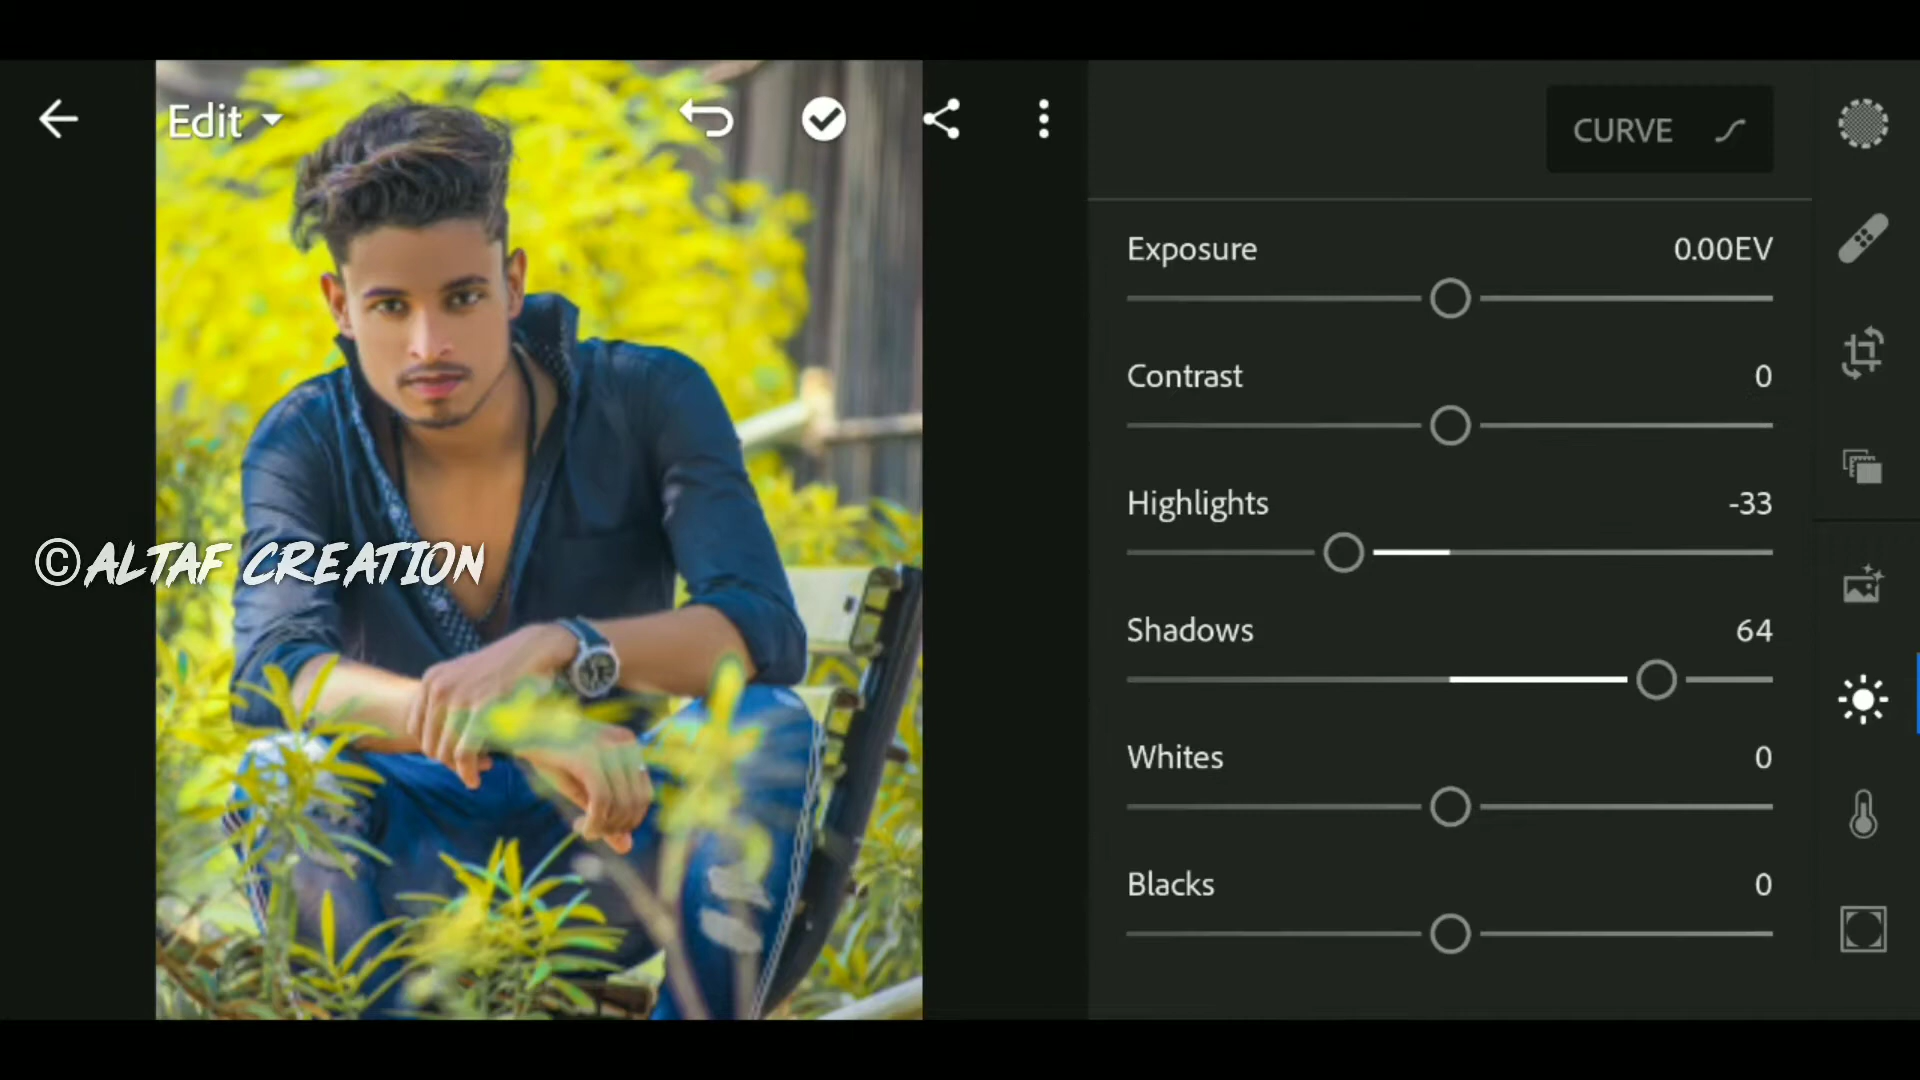 Edit
CURVE
Exposure 0.00EV
Contrast 0
Highlights -33
©ALTAF CREATION
Shadows 64
Whites 0
Blacks 0